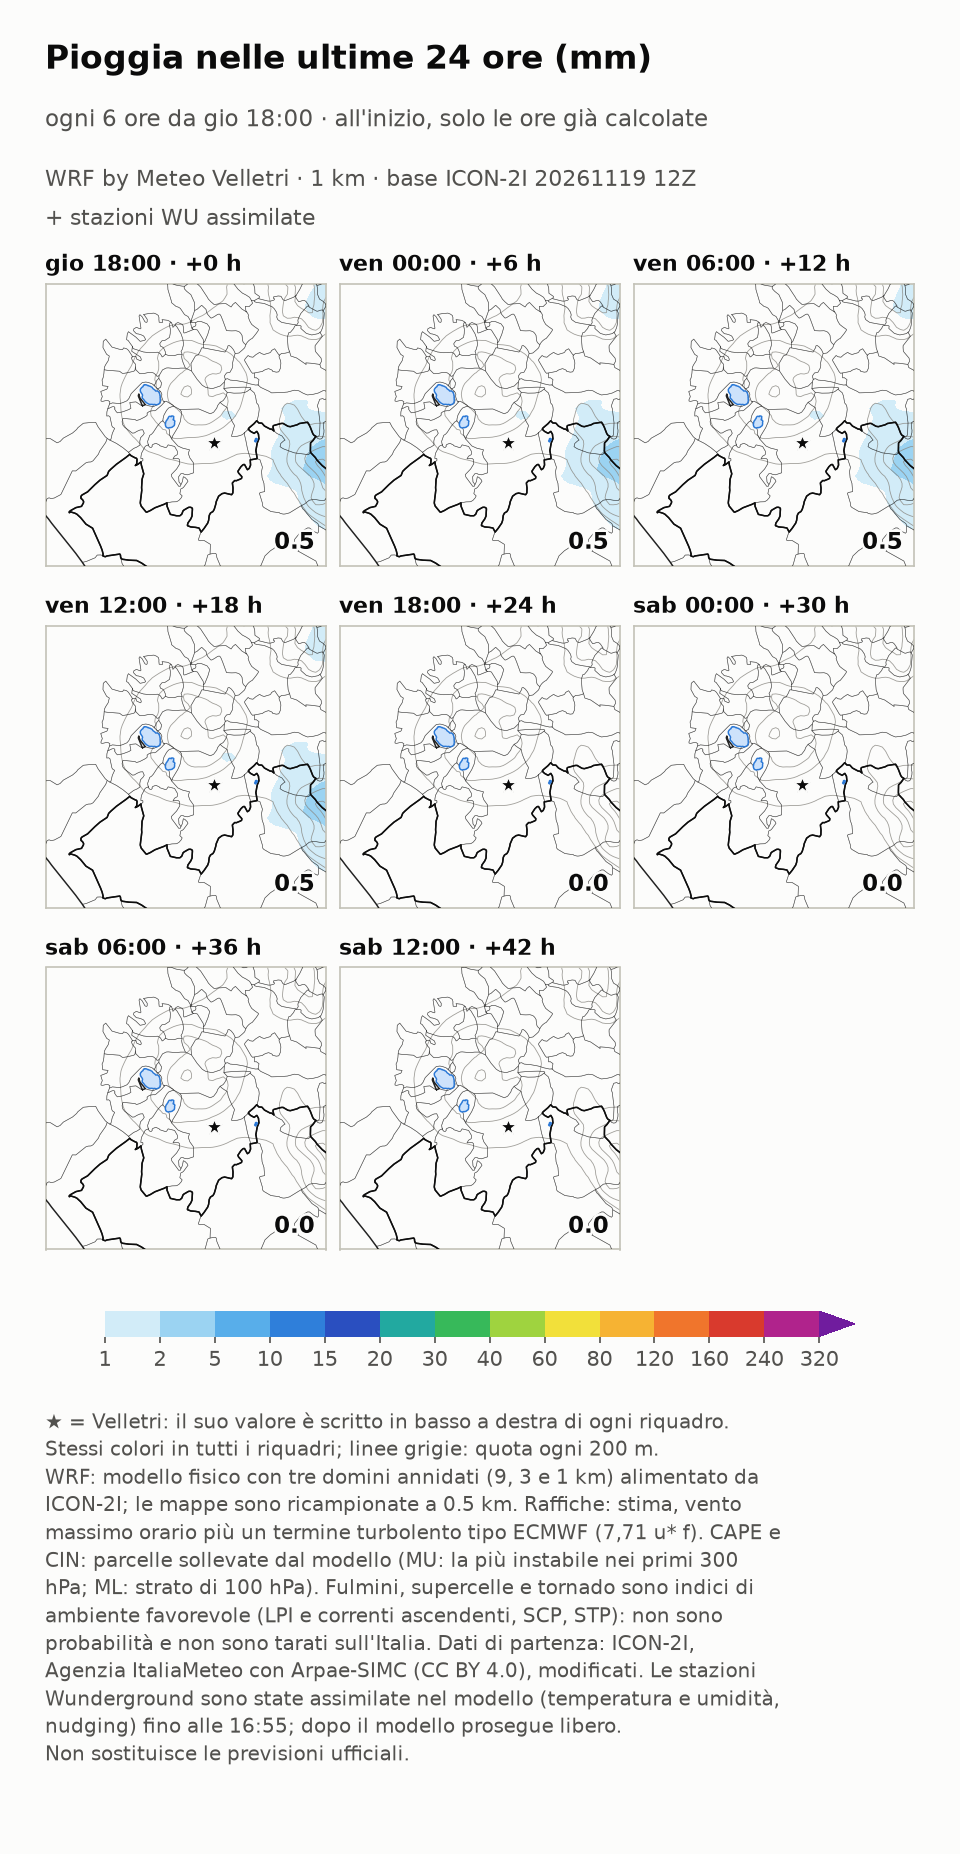 Pioggia nelle ultime 24 ore (mm)
ogni 6 ore da gio 18:00 · all'inizio, solo le ore già calcolate
WRF by Meteo Velletri · 1 km · base ICON-2I 20261119 12Z
+ stazioni WU assimilate
gio 18:00 · +0 h
ven 00:00 · +6 h
ven 06:00 · +12 h
0.5
0.5
0.5
ven 12:00 · +18 h
ven 18:00 · +24 h
sab 00:00 · +30 h
0.5
0.0
0.0
sab 06:00 · +36 h
sab 12:00 · +42 h
0.0
0.0
1 2 5 10 15 20 30 40 60 80 120 160 240 320
★ = Velletri: il suo valore è scritto in basso a destra di ogni riquadro.
Stessi colori in tutti i riquadri; linee grigie: quota ogni 200 m.
WRF: modello fisico con tre domini annidati (9, 3 e 1 km) alimentato da
ICON-2I; le mappe sono ricampionate a 0.5 km. Raffiche: stima, vento
massimo orario più un termine turbolento tipo ECMWF (7,71 u* f). CAPE e
CIN: parcelle sollevate dal modello (MU: la più instabile nei primi 300
hPa; ML: strato di 100 hPa). Fulmini, supercelle e tornado sono indici di
ambiente favorevole (LPI e correnti ascendenti, SCP, STP): non sono
probabilità e non sono tarati sull'Italia. Dati di partenza: ICON-2I,
Agenzia ItaliaMeteo con Arpae-SIMC (CC BY 4.0), modificati. Le stazioni
Wunderground sono state assimilate nel modello (temperatura e umidità,
nudging) fino alle 16:55; dopo il modello prosegue libero.
Non sostituisce le previsioni ufficiali.